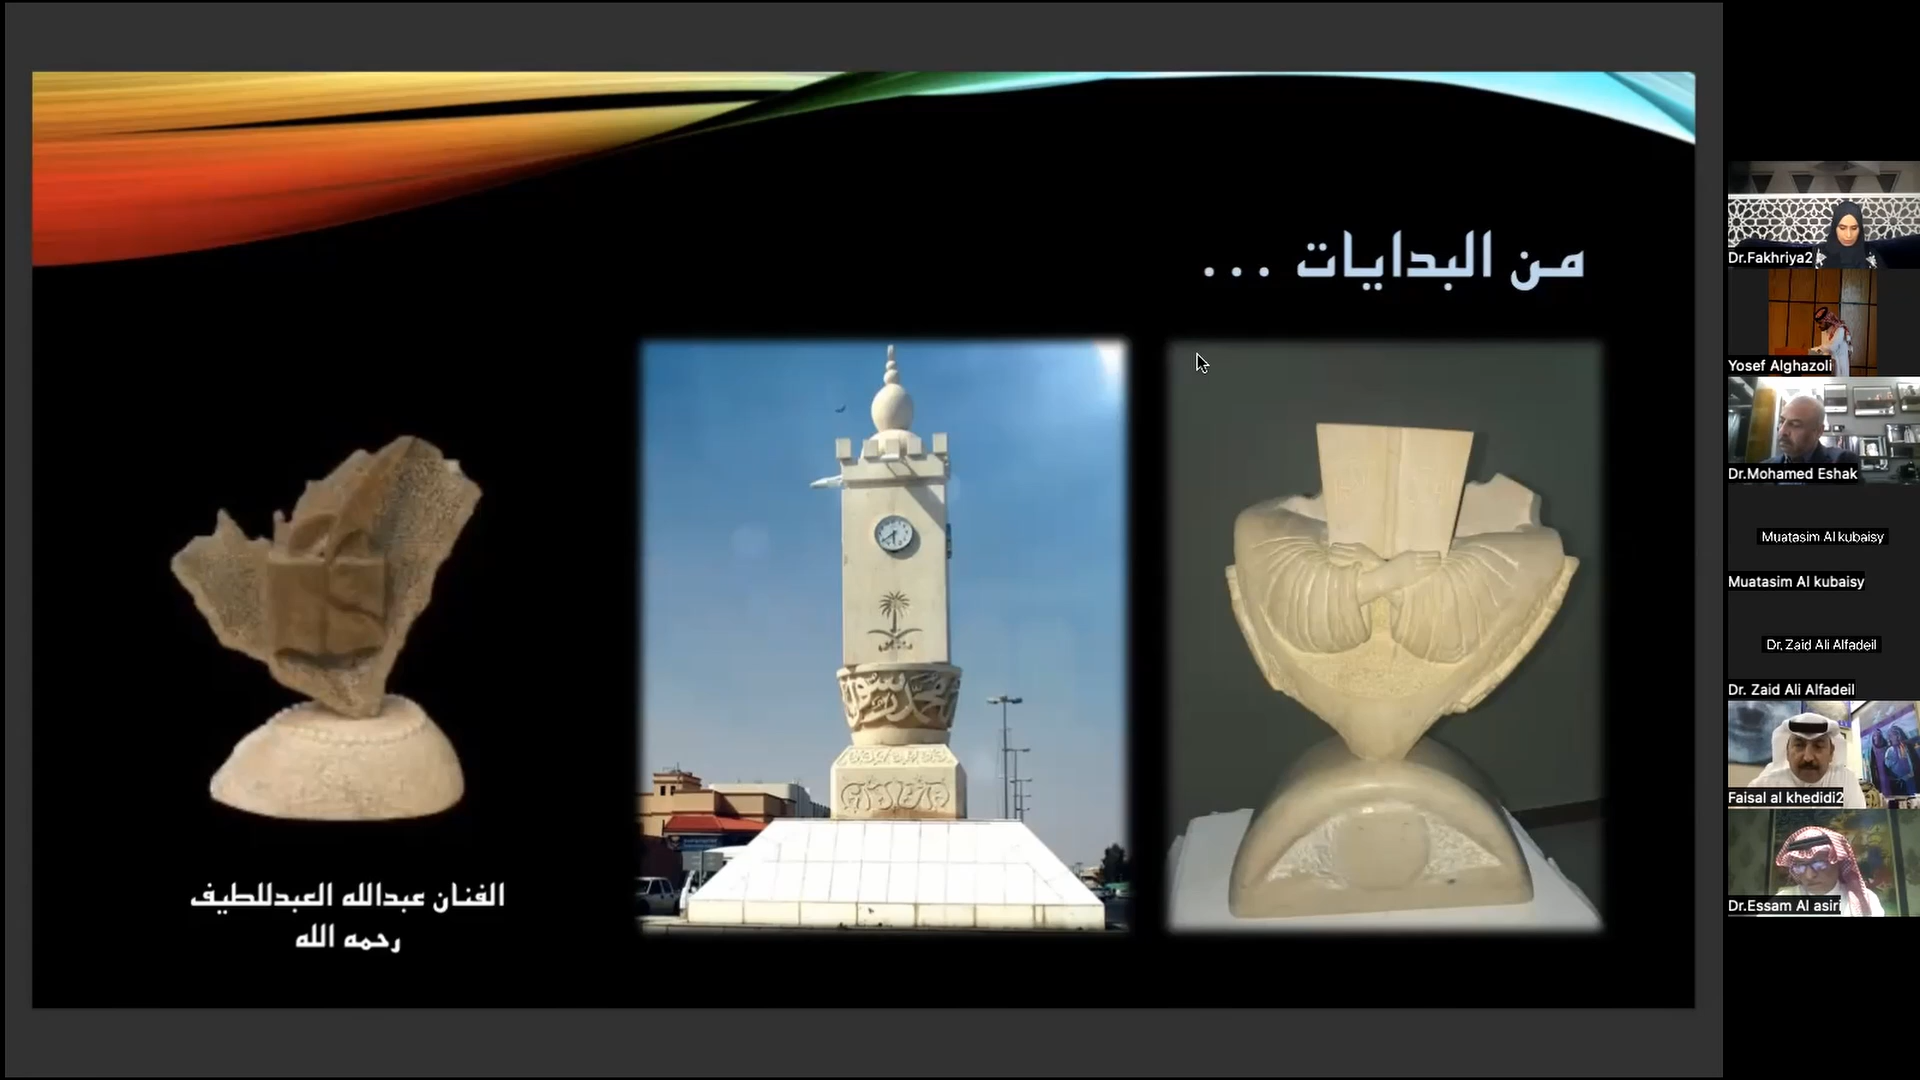 من البدايات ...
الفنان عبدالله العبدللطيف
رحمه الله
Dr.Fakhriya2
Yosef Alghazoli
Dr.Mohamed Eshak
Muatasim Al kubaisy
Muatasim Al kubaisy
Dr. Zaid Ali Alfadeil
Dr. Zaid Ali Alfadeil
Faisal al khedidi2
Dr.Essam Al asiri